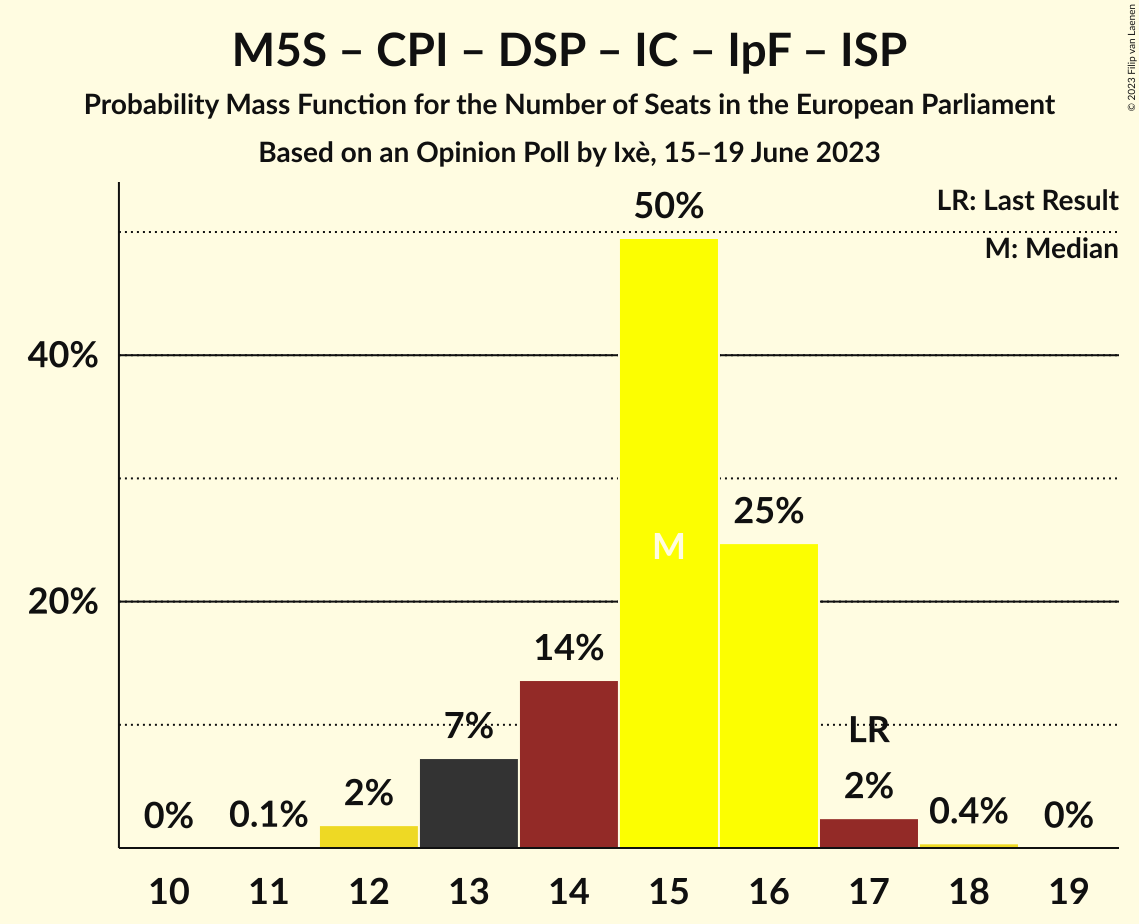 M5S – CPI – DSP – IC – IpF – ISP
Probability Mass Function for the Number of Seats in the European Parliament
Based on an Opinion Poll by Ixè, 15–19 June 2023
© 2023 Filip van Laenen
LR: Last Result
M: Median
50%
40%
25%
M
20%
14%
7%
LR
2%
2%
0%
0.1%
0.4%
0%
10 11 12 13 14 15 16 17 18 19